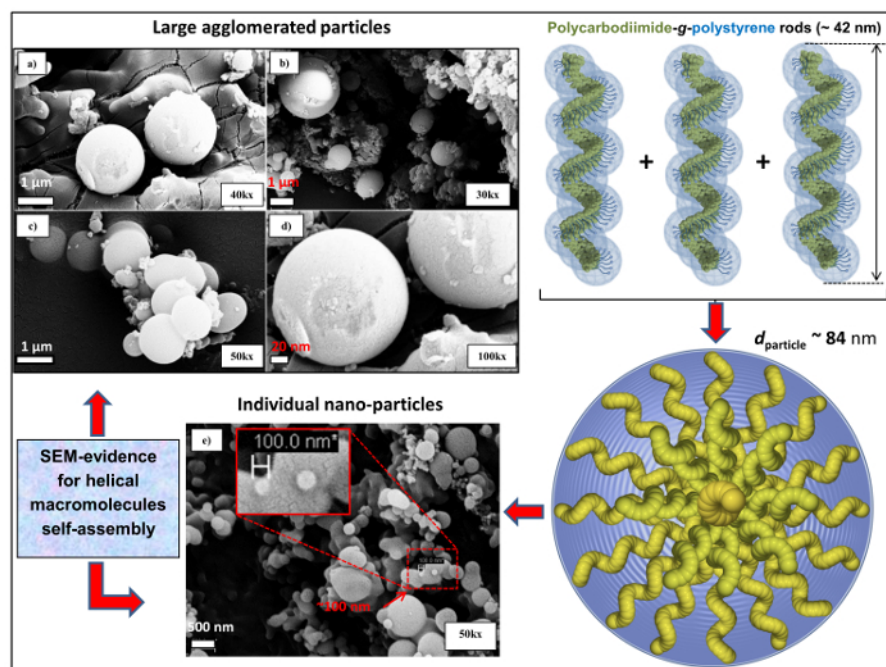 Large agglomerated particles
a)
1 µm
40kx
b)
1 µm
30kx
c)
1 µm
50kx
d)
20 nm
100kx
Polycarbodiimide-g-polystyrene rods (~ 42 nm)
+
+
d particle ~ 84 nm
Individual nano-particles
e)
100.0 nm
~100 nm
500 nm
50kx
SEM-evidence
for helical
macromolecules
self-assembly